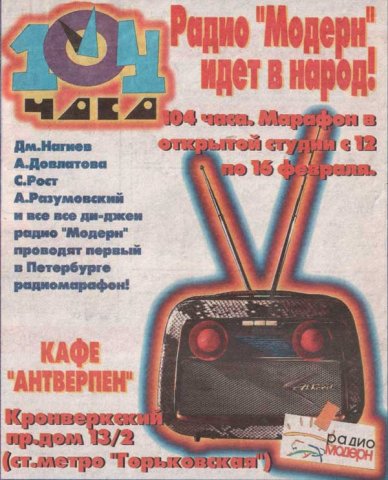 104
ЧАСА
Радио "Модерн"
идет в народ!
104 часа. Марафон в
открытой студии с 12
по 16 февраля.
Дм.Нагиев
А.Довлатова
С.Рост
А.Разумовский
и все все ди-джеи
радио "Модерн"
проводят первый
в Петербурге
радиомарафон!
КАФЕ
"АНТВЕРПЕН"
Кронверкский
пр.дом 13/2
(ст.метро "Горьковская")
радио
Модерн